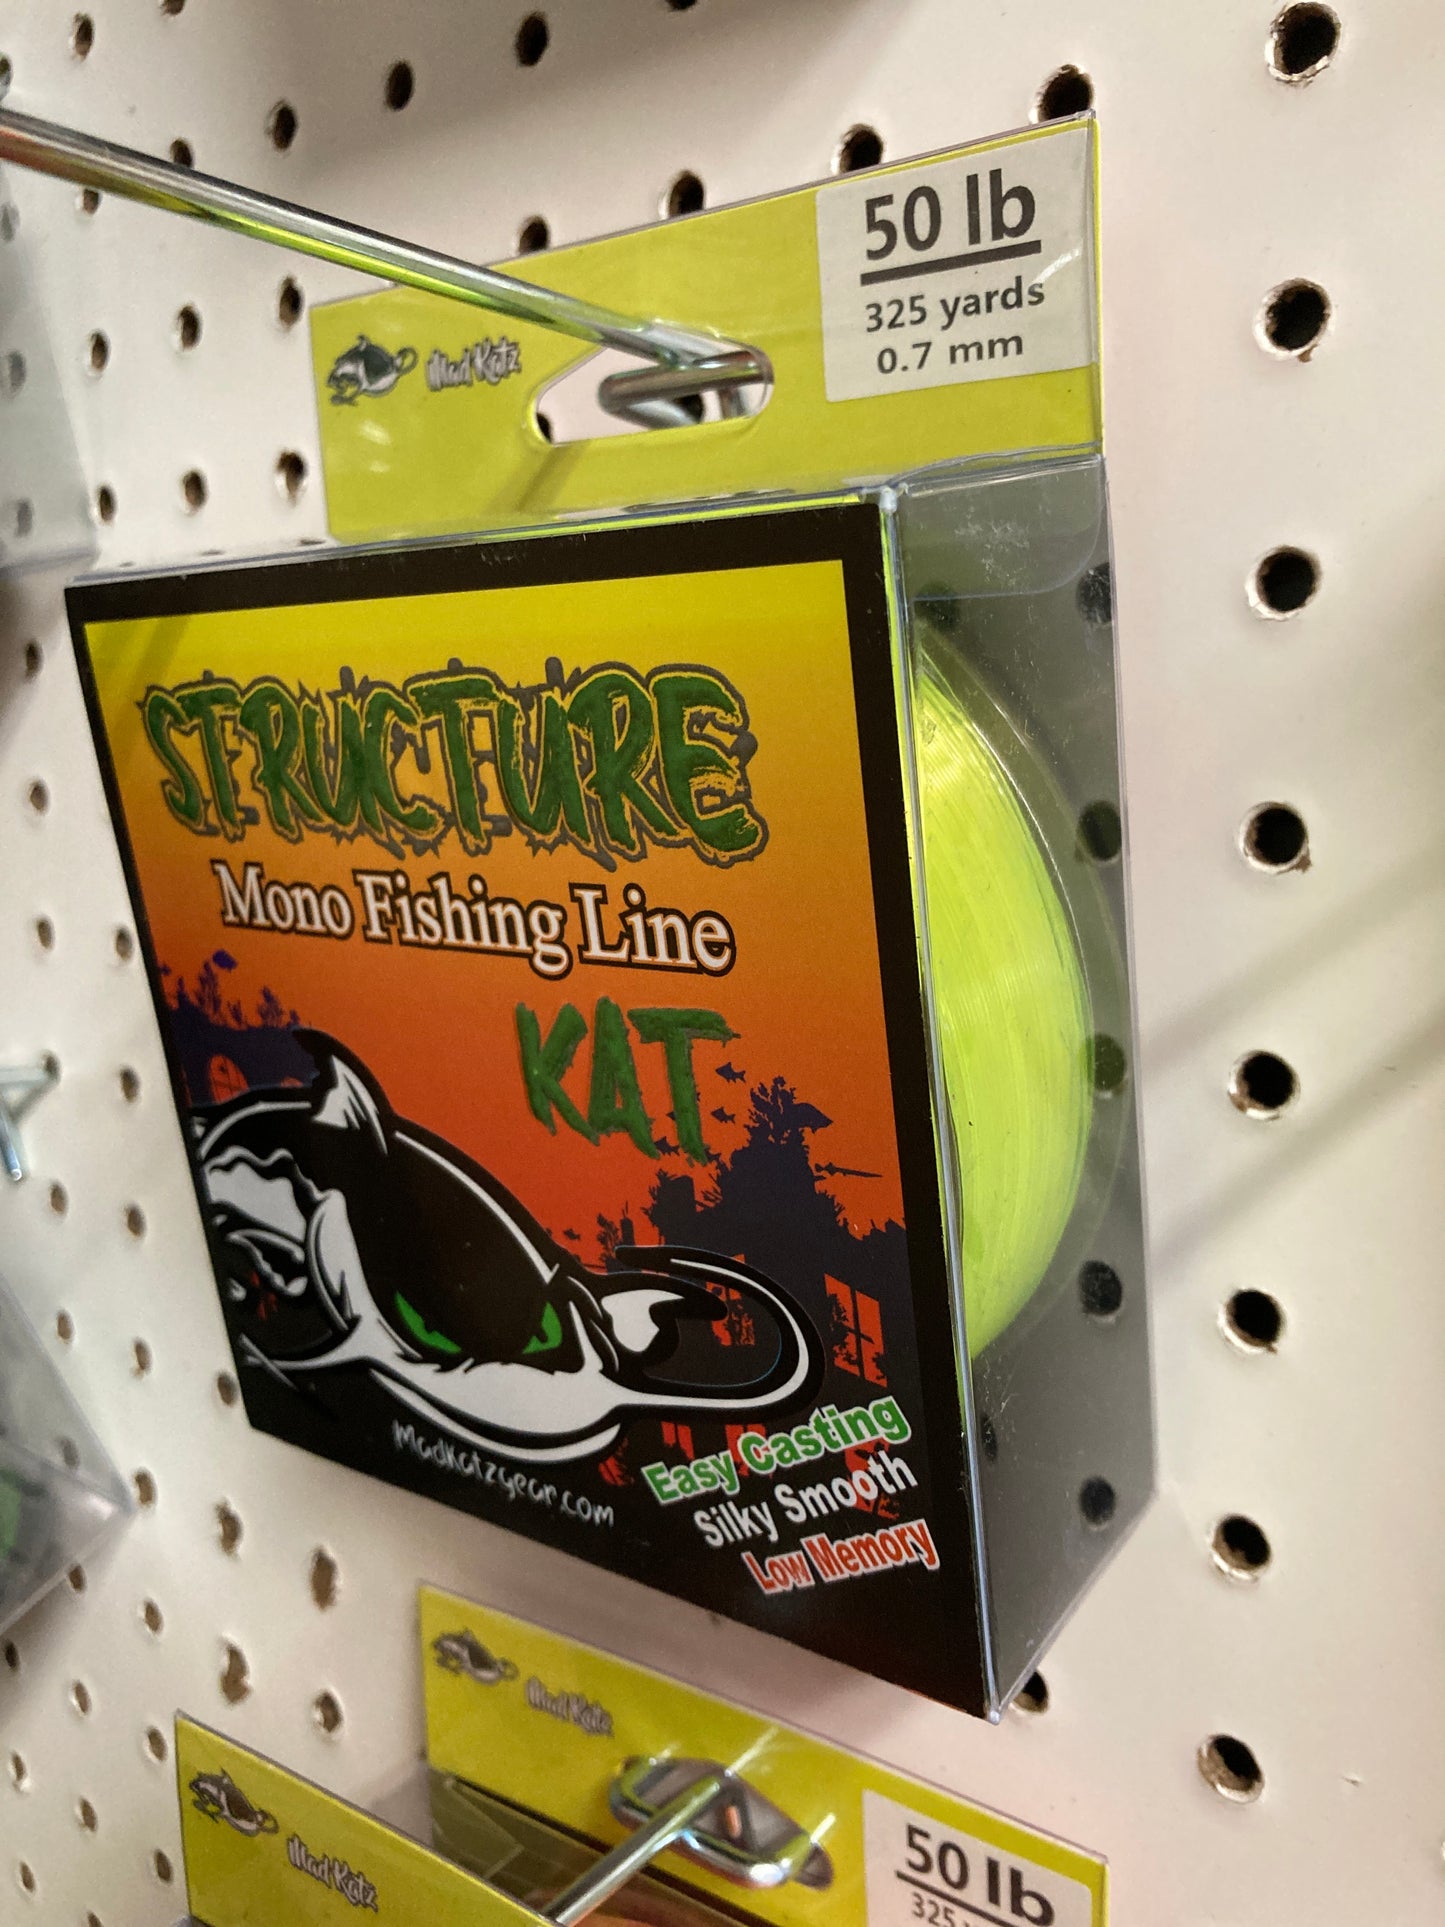 50 lb
325 yards
0.7 mm
Mad Katz
STRUCTURE
Mono Fishing Line
KAT
MadKatzgear.com
Easy Casting
Silky Smooth
Low Memory
Mad Katz
50 lb
325
Mad Katz